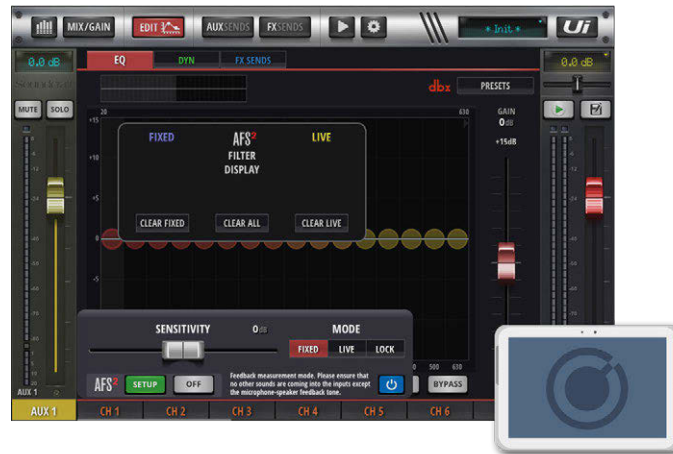 MIX/GAIN EDIT AUXSENDS FXSENDS * Init * Ui
0.0 dB EQ DYN FX SENDS 0.0 dB
Soundcraft dbx PRESETS
MUTE SOLO 20 630 GAIN
0dB
+15 +15dB
FIXED AFS² LIVE
FILTER
DISPLAY
+10
+5
CLEAR FIXED CLEAR ALL CLEAR LIVE
0
-5
SENSITIVITY 0dB MODE
FIXED LIVE LOCK
500 630
AFS² SETUP OFF Feedback measurement mode. Please ensure that
no other sounds are coming into the inputs except
the microphone-speaker feedback tone.
BYPASS
AUX 1
AUX 1 CH 1 CH 2 CH 3 CH 4 CH 5 CH 6